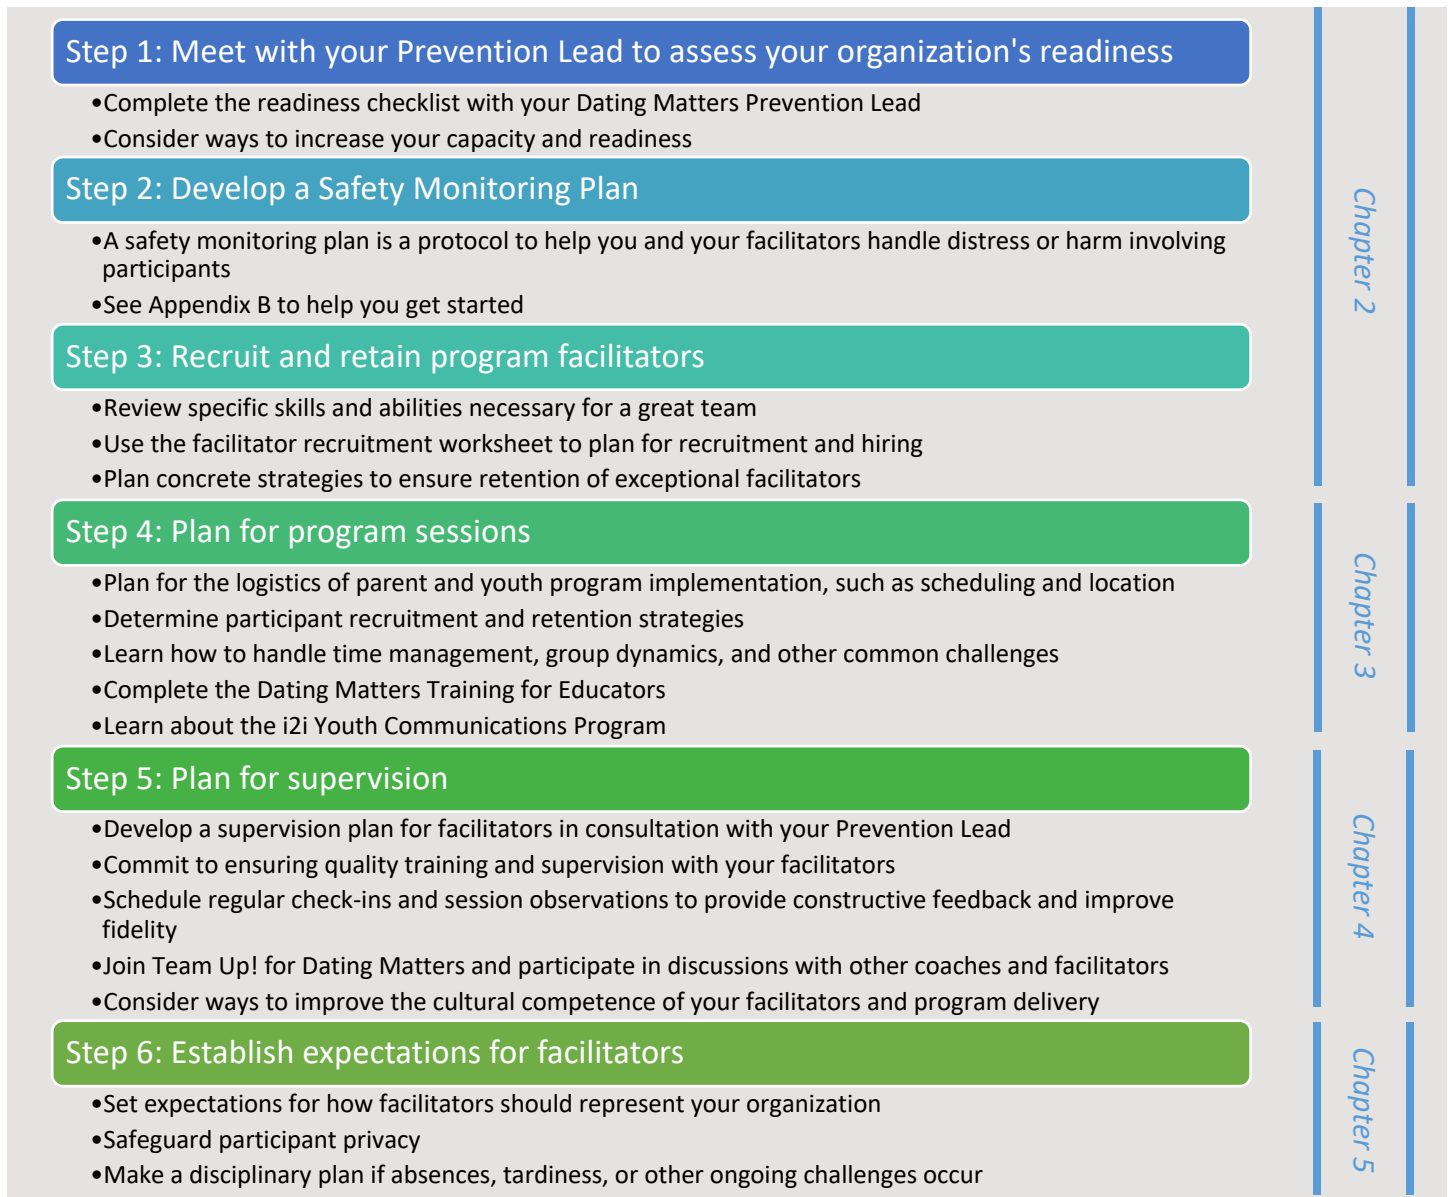 Step 1: Meet with your Prevention Lead to assess your organization's readiness
•Complete the readiness checklist with your Dating Matters Prevention Lead
•Consider ways to increase your capacity and readiness
Step 2: Develop a Safety Monitoring Plan
•A safety monitoring plan is a protocol to help you and your facilitators handle distress or harm involving
participants
•See Appendix B to help you get started
Step 3: Recruit and retain program facilitators
•Review specific skills and abilities necessary for a great team
•Use the facilitator recruitment worksheet to plan for recruitment and hiring
•Plan concrete strategies to ensure retention of exceptional facilitators
Chapter 2
Step 4: Plan for program sessions
•Plan for the logistics of parent and youth program implementation, such as scheduling and location
•Determine participant recruitment and retention strategies
•Learn how to handle time management, group dynamics, and other common challenges
•Complete the Dating Matters Training for Educators
•Learn about the i2i Youth Communications Program
Chapter 3
Step 5: Plan for supervision
•Develop a supervision plan for facilitators in consultation with your Prevention Lead
•Commit to ensuring quality training and supervision with your facilitators
•Schedule regular check-ins and session observations to provide constructive feedback and improve
fidelity
•Join Team Up! for Dating Matters and participate in discussions with other coaches and facilitators
•Consider ways to improve the cultural competence of your facilitators and program delivery
Chapter 4
Step 6: Establish expectations for facilitators
•Set expectations for how facilitators should represent your organization
•Safeguard participant privacy
•Make a disciplinary plan if absences, tardiness, or other ongoing challenges occur
Chapter 5